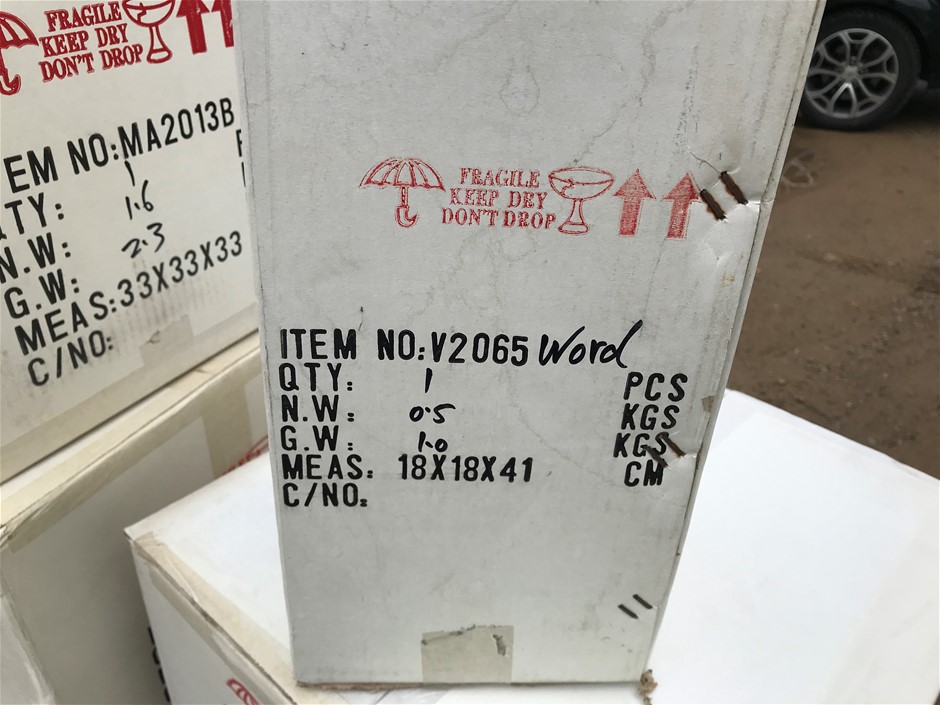 FRAGILE
KEEP DRY
DON'T DROP
ITEM NO:MA2013B
QTY: 1
N.W: 1.6
G.W: 2.3
MEAS:33X33X33
C/NO:
FRAGILE
KEEP DRY
DON'T DROP
ITEM NO:V2065 Word
QTY: 1 PCS
N.W: 0.5 KGS
G.W: 1.0 KGS
MEAS: 18X18X41 CM
C/NO: